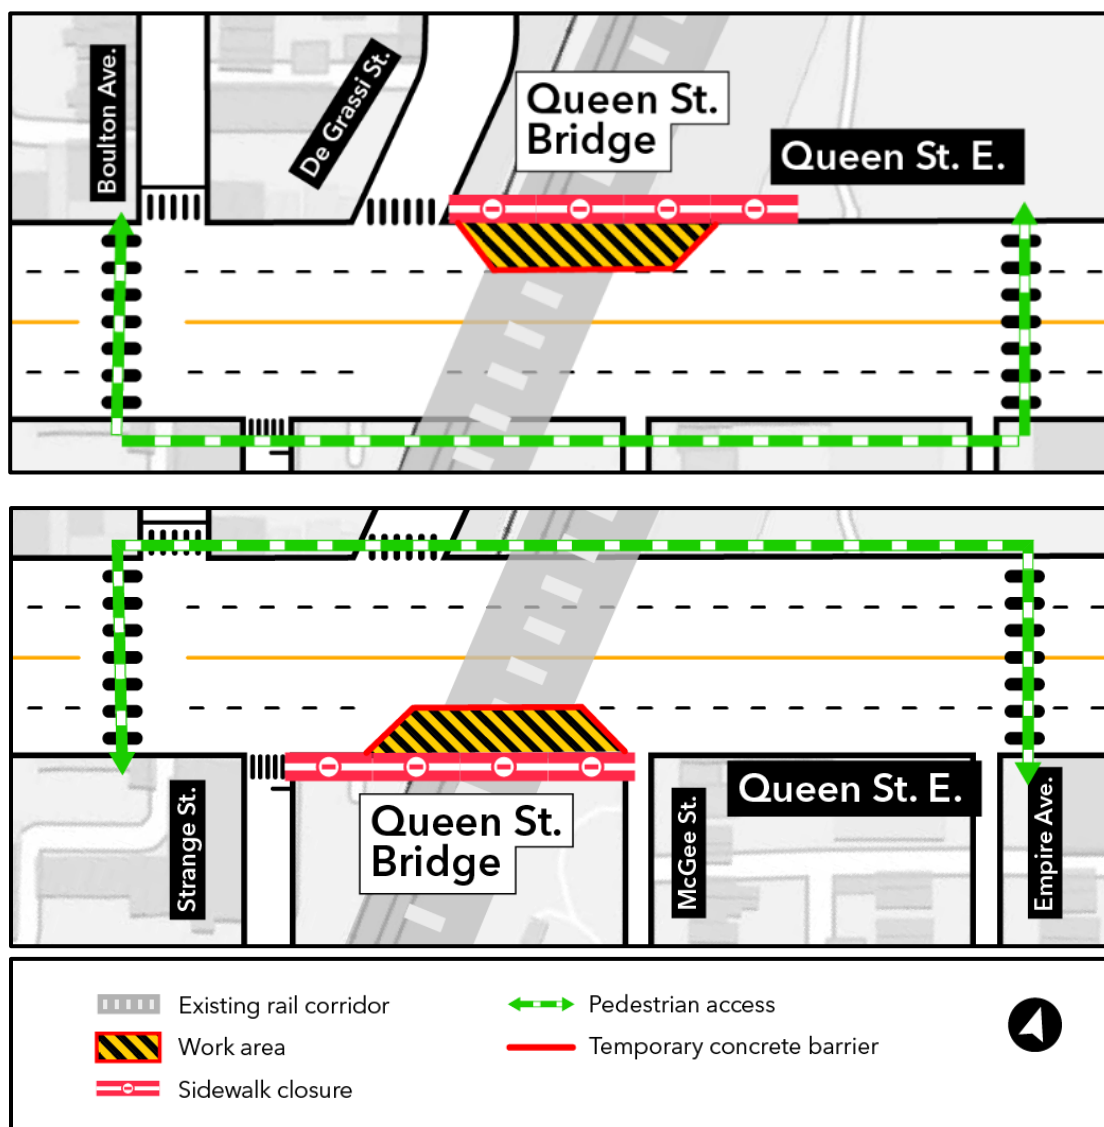 Boulton Ave.
De Grassi St.
Queen St.
Bridge
Queen St. E.
Strange St.
Queen St.
Bridge
McGee St.
Queen St. E.
Empire Ave.
Existing rail corridor
Work area
Sidewalk closure
Pedestrian access
Temporary concrete barrier